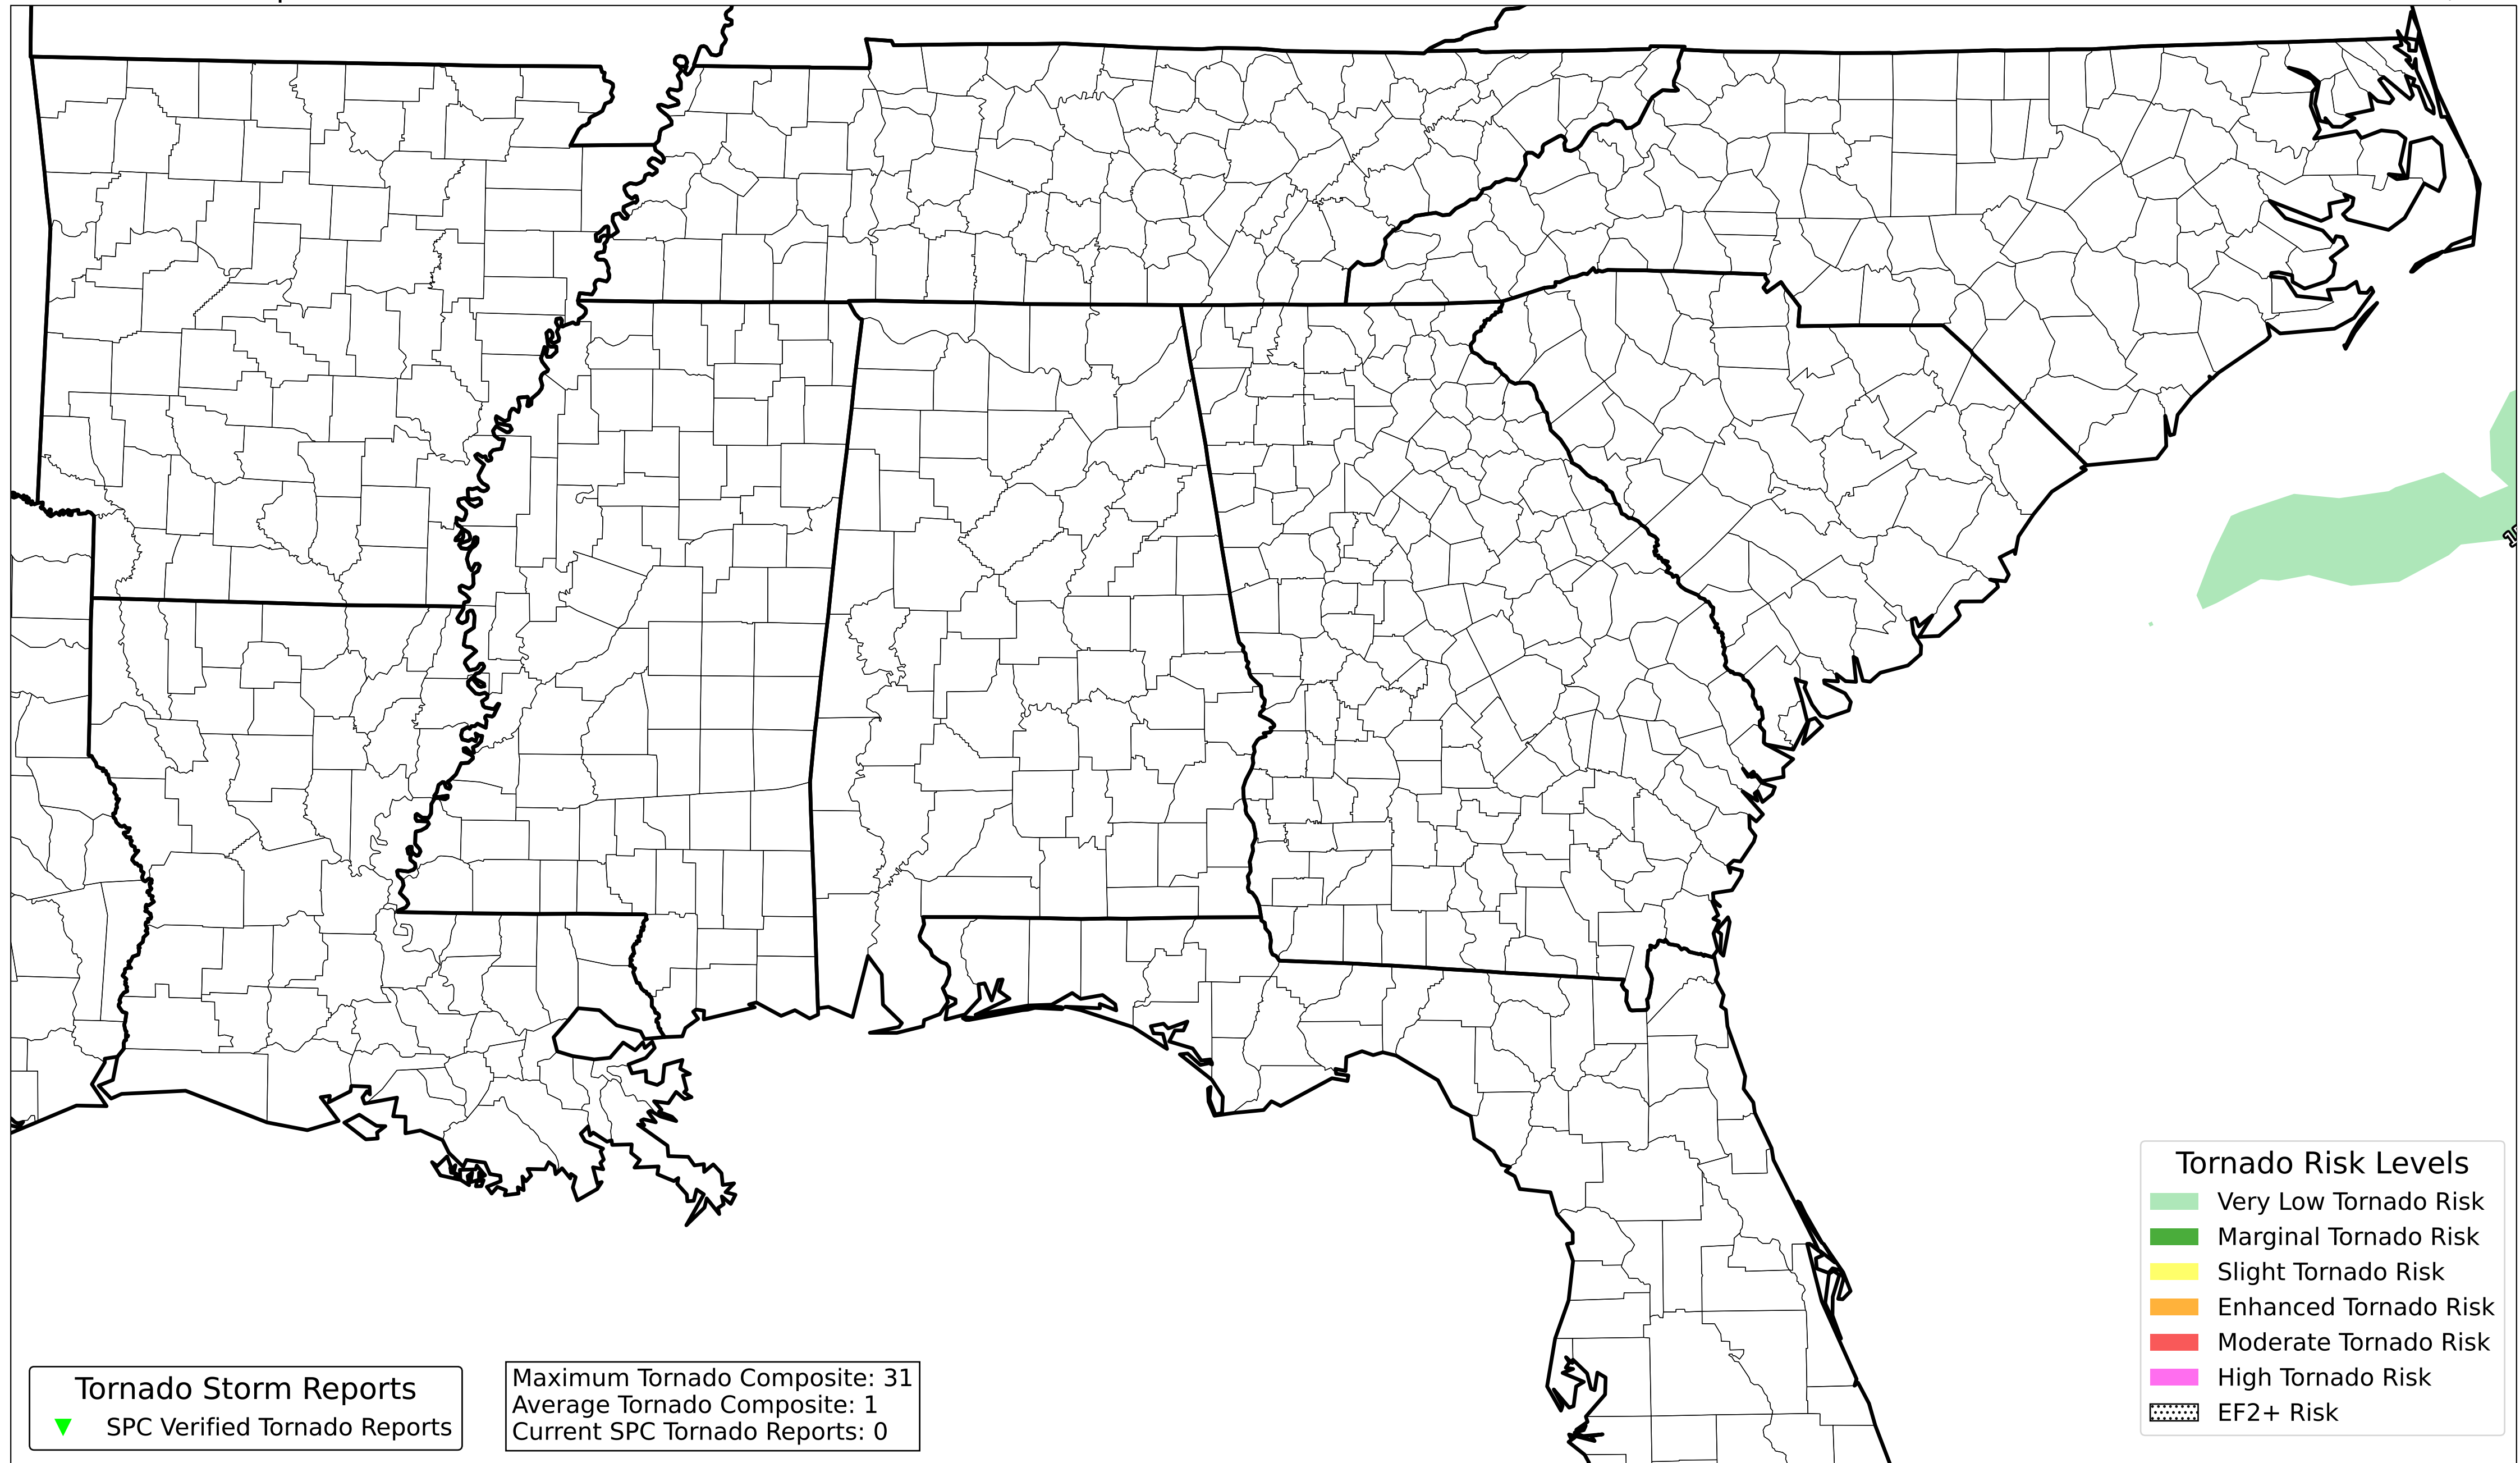 Tornado Risk Levels
Very Low Tornado Risk
Marginal Tornado Risk
Slight Tornado Risk
Enhanced Tornado Risk
Moderate Tornado Risk
High Tornado Risk
EF2+ Risk
Tornado Storm Reports
SPC Verified Tornado Reports
Maximum Tornado Composite: 31
Average Tornado Composite: 1
Current SPC Tornado Reports: 0